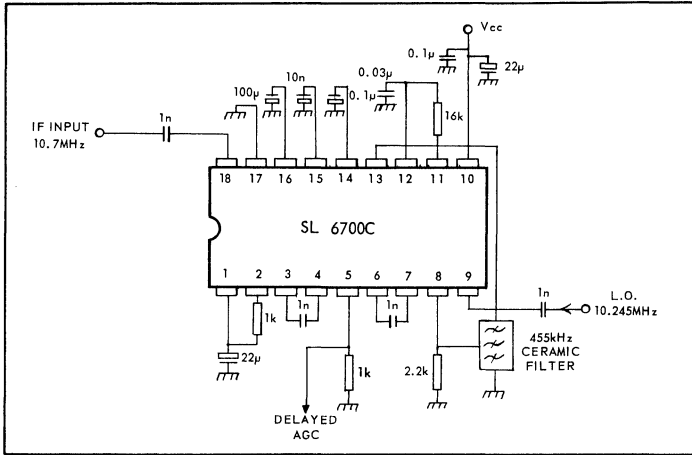 Vcc
0.1µ
22µ
10n
0.03µ
100µ
0.1µ
16k
1n
IF INPUT
10.7MHz
18 17 16 15 14 13 12 11 10
SL 6700C
1 2 3 4 5 6 7 8 9
1n
1n
1n
L.O.
10.245MHz
1k
22µ
1k
2.2k
455kHz
CERAMIC
FILTER
DELAYED
AGC